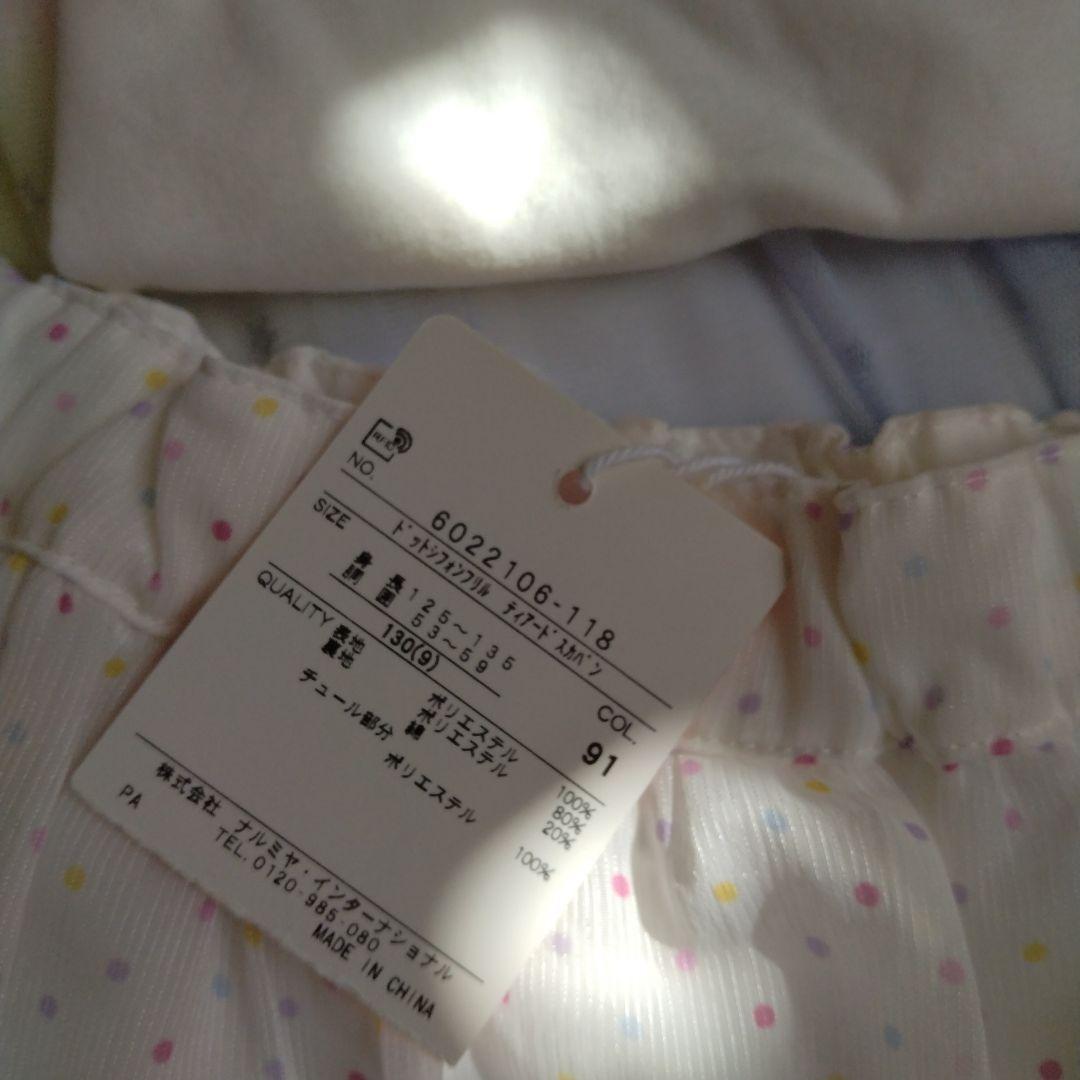 RFID
NO.
6022106-118
ﾄﾞｯﾄｼﾌｫﾝﾌﾘﾙ ﾃｨｱｰﾄﾞｽｶﾊﾟﾝ
SIZE
COL.
身長 125〜135
胴囲 53〜59
130(9)
91
QUALITY
表地 ポリエステル 100%
裏地 ポリエステル 80%
綿 20%
チュール部分
ポリエステル 100%
株式会社 ナルミヤ・インターナショナル
TEL.0120-985-080
PA
MADE IN CHINA